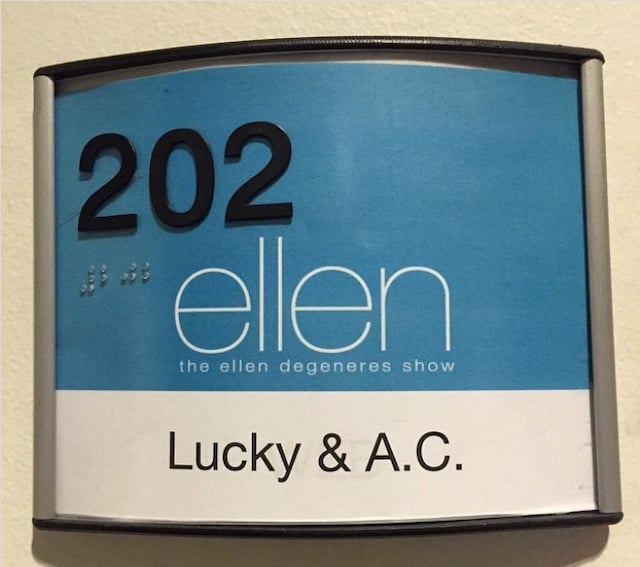 202
ellen
the ellen degeneres show
Lucky & A.C.